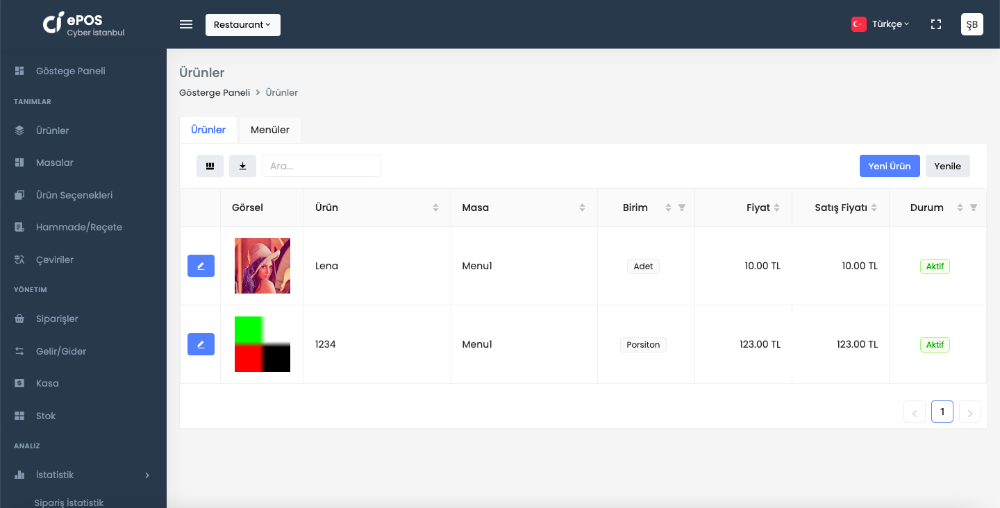 ePOS
Cyber İstanbul
Restaurant
Türkçe
ŞB
Göstege Paneli
TANIMLAR
Ürünler
Masalar
Ürün Seçenekleri
Hammade/Reçete
Çeviriler
YÖNETIM
Siparişler
Gelir/Gider
Kasa
Stok
ANALIZ
İstatistik
Sipariş İstatistik
Ürünler
Gösterge Paneli > Ürünler
Ürünler Menüler
Ara... Yeni Ürün Yenile
Görsel Ürün Masa Birim Fiyat Satış Fiyatı Durum
Lena Menu1 Adet 10.00 TL 10.00 TL Aktif
1234 Menu1 Porsiton 123.00 TL 123.00 TL Aktif
< 1 >